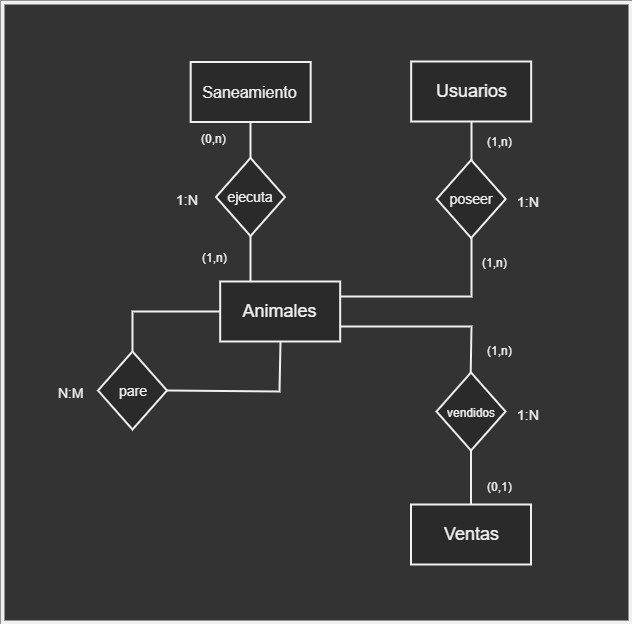 Saneamiento
Usuarios
(0,n)
(1,n)
ejecuta
1:N
poseer
1:N
(1,n)
(1,n)
Animales
(1,n)
pare
N:M
vendidos
1:N
(0,1)
Ventas